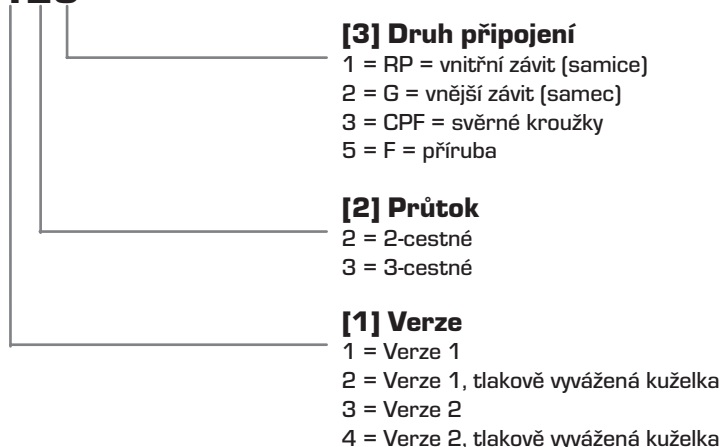 [3] Druh připojení
1 = RP = vnitřní závit (samice)
2 = G = vnější závit (samec)
3 = CPF = svěrné kroužky
5 = F = příruba
[2] Průtok
2 = 2-cestné
3 = 3-cestné
[1] Verze
1 = Verze 1
2 = Verze 1, tlakově vyvážená kuželka
3 = Verze 2
4 = Verze 2, tlakově vyvážená kuželka